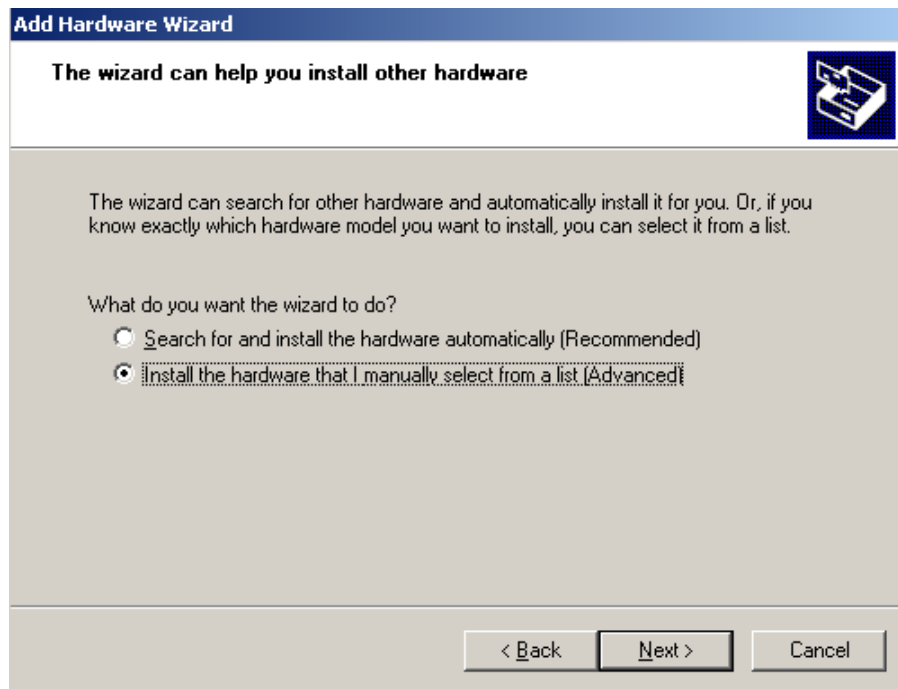 Add Hardware Wizard
The wizard can help you install other hardware
The wizard can search for other hardware and automatically install it for you. Or, if you
know exactly which hardware model you want to install, you can select it from a list.
What do you want the wizard to do?
Search for and install the hardware automatically (Recommended)
Install the hardware that I manually select from a list (Advanced)
< Back Next > Cancel